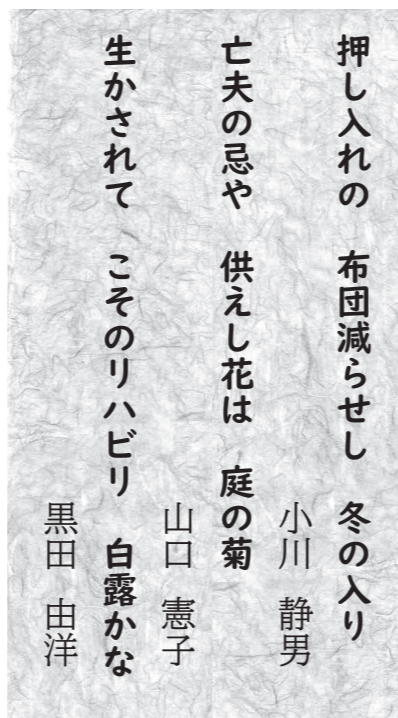 押し入れの　布団減らせし　冬の入り
小川　静男
亡夫の忌や　供えし花は　庭の菊
山口　憲子
生かされて　こそのリハビリ　白露かな
黒田　由洋